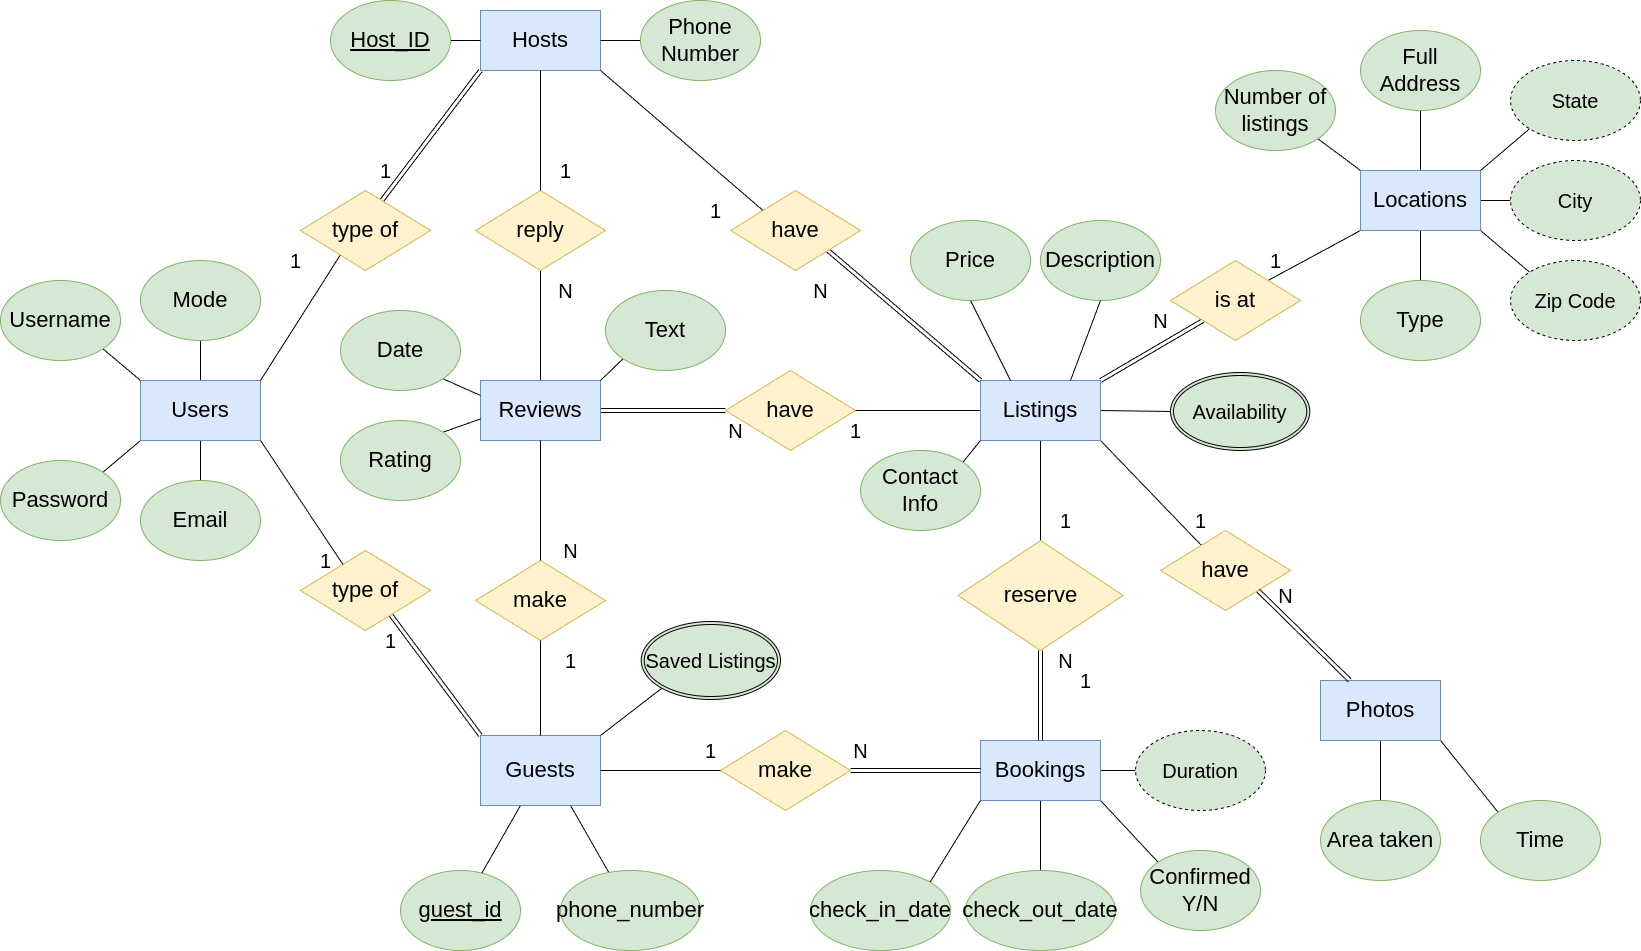 Host_ID
Hosts
Phone
Number
Full
Address
Number of
listings
State
1
1
1
Locations
City
type of
reply
have
Price
Description
1
1
is at
N
N
Mode
Username
Text
N
Zip Code
Type
Date
Users
Reviews
have
Listings
Availability
N
1
Rating
Contact
Info
Password
Email
1
1
N
1
type of
make
reserve
have
N
1
1
N
1
Saved Listings
Photos
1
N
Guests
make
Bookings
Duration
Area taken
Time
Confirmed
Y/N
guest_id
phone_number
check_in_date
check_out_date